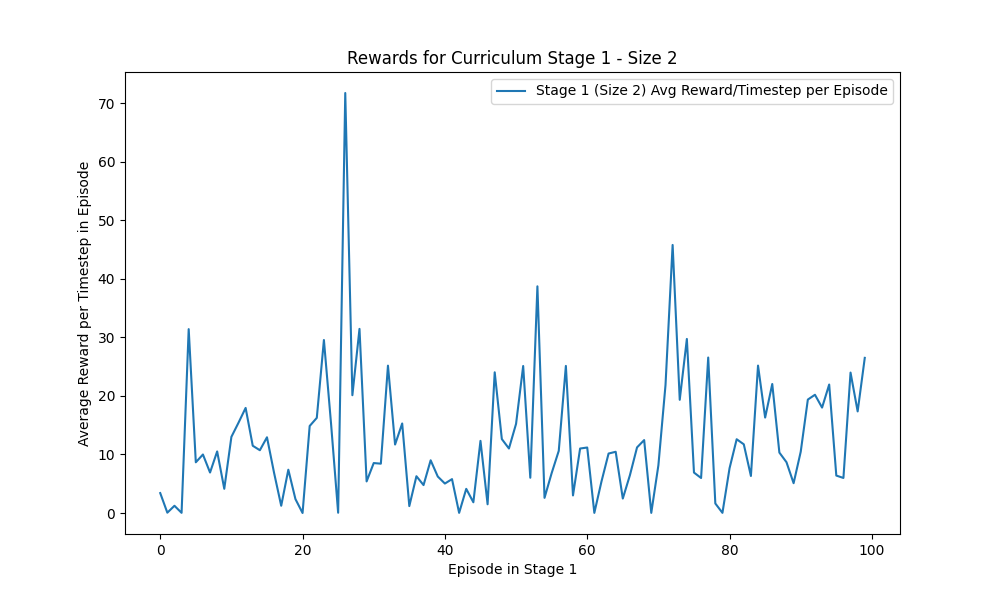 Rewards for Curriculum Stage 1 - Size 2
Stage 1 (Size 2) Avg Reward/Timestep per Episode
Average Reward per Timestep in Episode
70
60
50
40
30
20
10
0
0 20 40 60 80 100
Episode in Stage 1